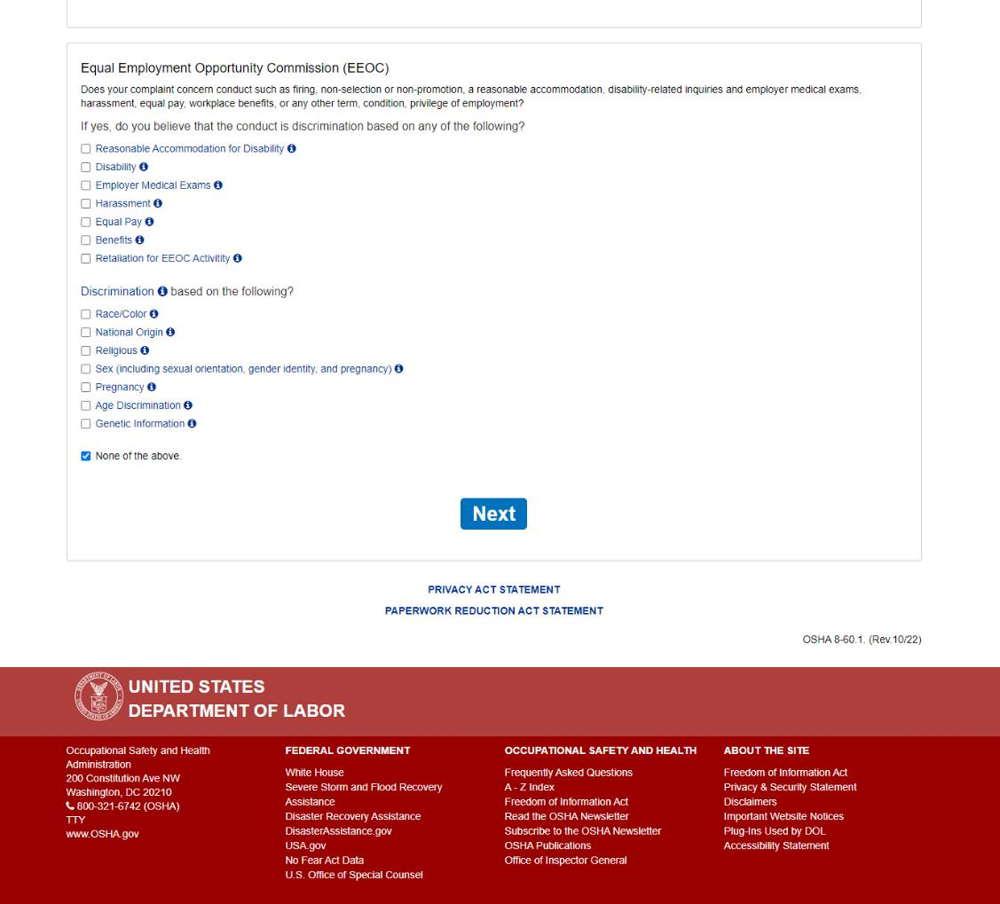 Equal Employment Opportunity Commission (EEOC)
Does your complaint concern conduct such as firing, non-selection or non-promotion, a reasonable accommodation, disability-related inquiries and employer medical exams,
harassment, equal pay, workplace benefits, or any other term, condition, privilege of employment?
If yes, do you believe that the conduct is discrimination based on any of the following?
Reasonable Accommodation for Disability
Disability
Employer Medical Exams
Harassment
Equal Pay
Benefits
Retaliation for EEOC Activitity
Discrimination based on the following?
Race/Color
National Origin
Religious
Sex (including sexual orientation, gender identity, and pregnancy)
Pregnancy
Age Discrimination
Genetic Information
None of the above.
Next
PRIVACY ACT STATEMENT
PAPERWORK REDUCTION ACT STATEMENT
OSHA 8-60.1. (Rev.10/22)
UNITED STATES
DEPARTMENT OF LABOR
Occupational Safety and Health
Administration
200 Constitution Ave NW
Washington, DC 20210
800-321-6742 (OSHA)
TTY
www.OSHA.gov
FEDERAL GOVERNMENT
White House
Severe Storm and Flood Recovery
Assistance
Disaster Recovery Assistance
DisasterAssistance.gov
USA.gov
No Fear Act Data
U.S. Office of Special Counsel
OCCUPATIONAL SAFETY AND HEALTH
Frequently Asked Questions
A - Z Index
Freedom of Information Act
Read the OSHA Newsletter
Subscribe to the OSHA Newsletter
OSHA Publications
Office of Inspector General
ABOUT THE SITE
Freedom of Information Act
Privacy & Security Statement
Disclaimers
Important Website Notices
Plug-Ins Used by DOL
Accessibility Statement